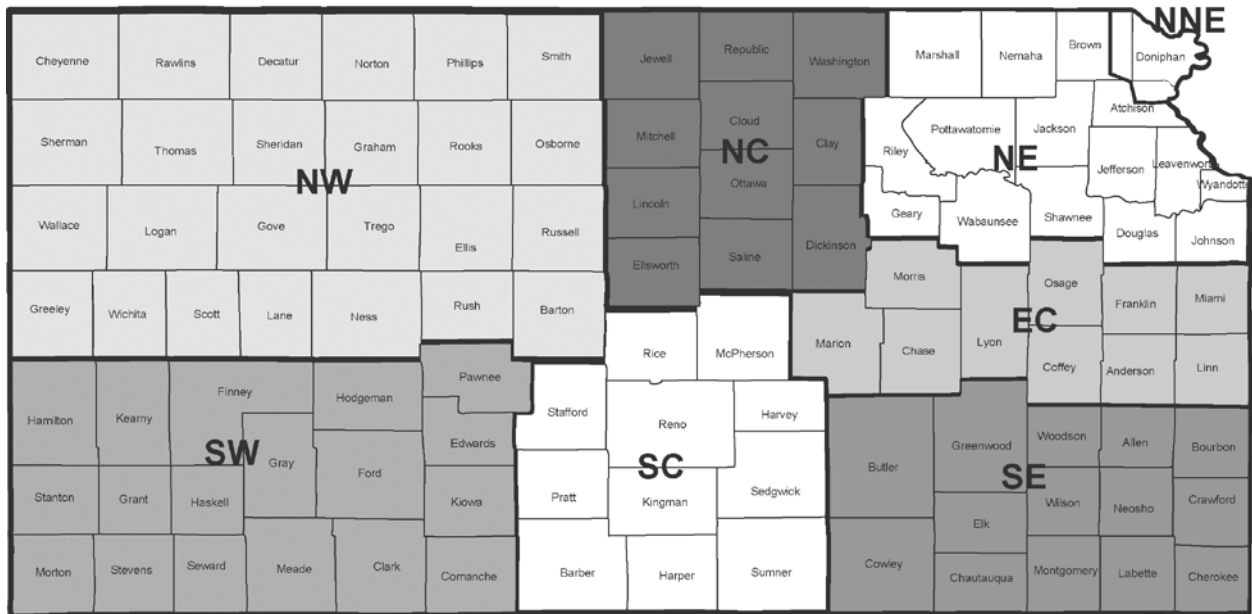 NNE
Cheyenne
Rawlins
Decatur
Norton
Phillips
Smith
Jewell
Republic
Washington
Marshall
Nemaha
Brown
Doniphan
Sherman
Thomas
Sheridan
Graham
Rooks
Osborne
Mitchell
Cloud
Clay
Riley
Pottawatomie
Jackson
Atchison
NW
NC
NE
Jefferson
Leavenworth
Wyandotte
Wallace
Logan
Gove
Trego
Ellis
Russell
Lincoln
Ottawa
Dickinson
Geary
Wabaunsee
Shawnee
Douglas
Johnson
Ellsworth
Saline
Greeley
Wichita
Scott
Lane
Ness
Rush
Barton
Morris
Osage
Franklin
Miami
EC
Rice
McPherson
Marion
Chase
Lyon
Coffey
Anderson
Linn
Hamilton
Kearny
Finney
Hodgeman
Pawnee
Stafford
Reno
Harvey
Edwards
SW
Gray
Ford
SC
Butler
Greenwood
Woodson
Allen
Bourbon
SE
Stanton
Grant
Haskell
Kiowa
Pratt
Kingman
Sedgwick
Elk
Wilson
Neosho
Crawford
Morton
Stevens
Seward
Meade
Clark
Comanche
Barber
Harper
Sumner
Cowley
Chautauqua
Montgomery
Labette
Cherokee